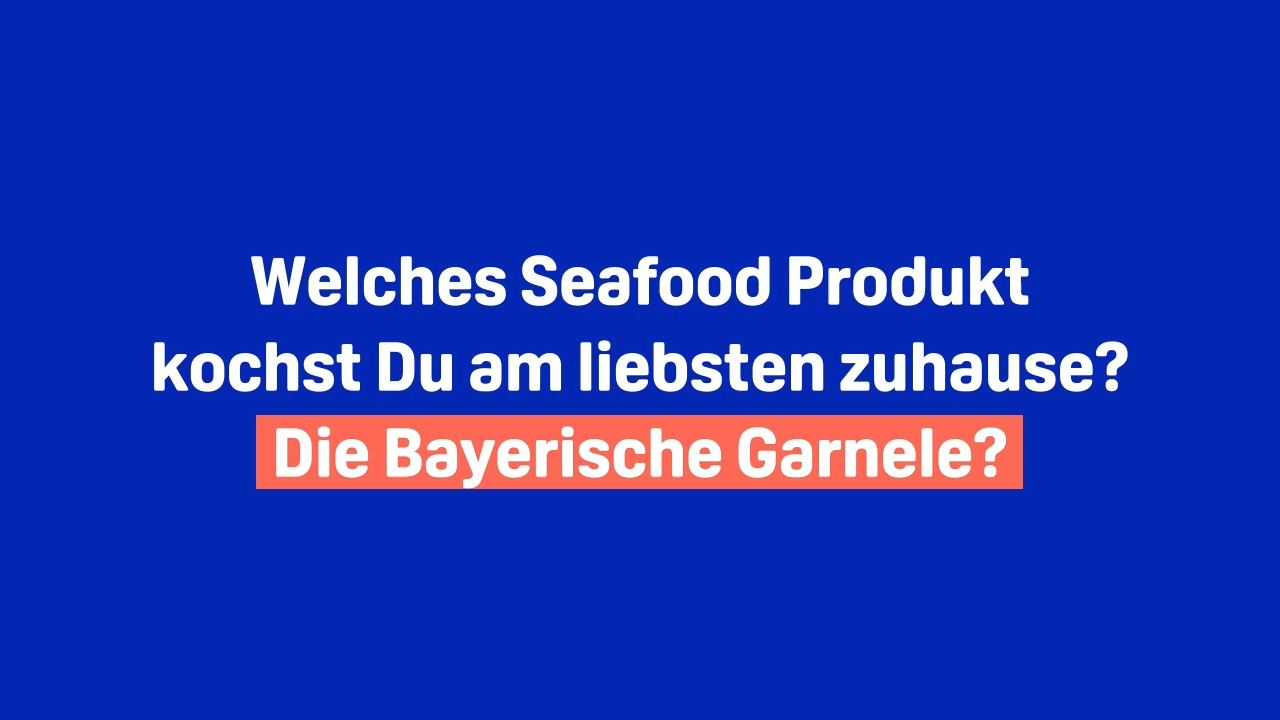 Welches Seafood Produkt
kochst Du am liebsten zuhause?
Die Bayerische Garnele?